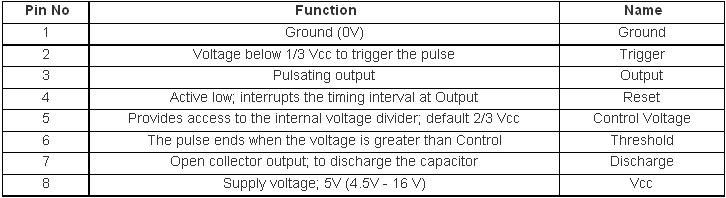 Pin No Function Name
1 Ground (0V) Ground
2 Voltage below 1/3 Vcc to trigger the pulse Trigger
3 Pulsating output Output
4 Active low; interrupts the timing interval at Output Reset
5 Provides access to the internal voltage divider; default 2/3 Vcc Control Voltage
6 The pulse ends when the voltage is greater than Control Threshold
7 Open collector output; to discharge the capacitor Discharge
8 Supply voltage; 5V (4.5V - 16 V) Vcc